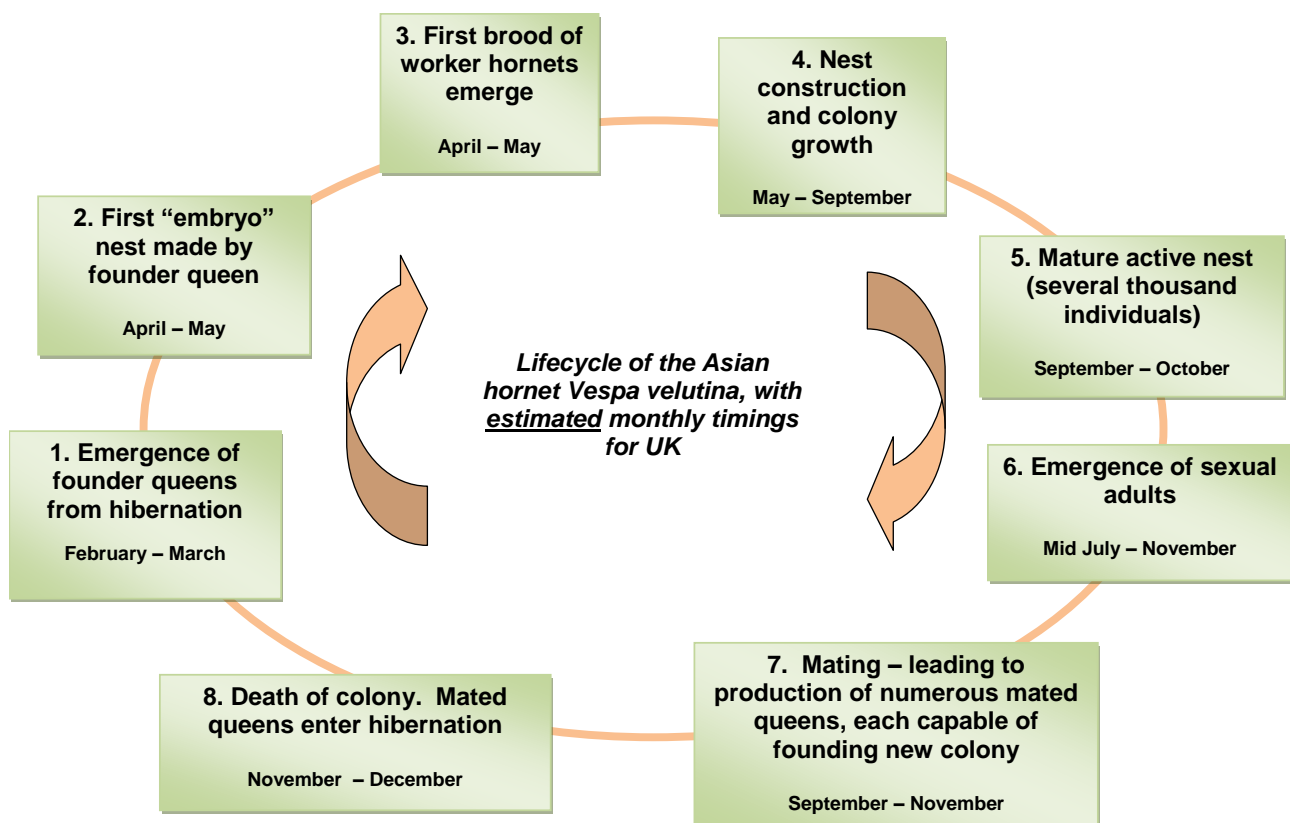 1. Emergence of
founder queens
from hibernation
February – March
2. First “embryo”
nest made by
founder queen
April – May
3. First brood of
worker hornets
emerge
April – May
4. Nest
construction
and colony
growth
May – September
5. Mature active nest
(several thousand
individuals)
September – October
6. Emergence of sexual
adults
Mid July – November
7.  Mating – leading to
production of numerous mated
queens, each capable of
founding new colony
September – November
8. Death of colony.  Mated
queens enter hibernation
November  – December
Lifecycle of the Asian
hornet Vespa velutina, with
estimated monthly timings
for UK